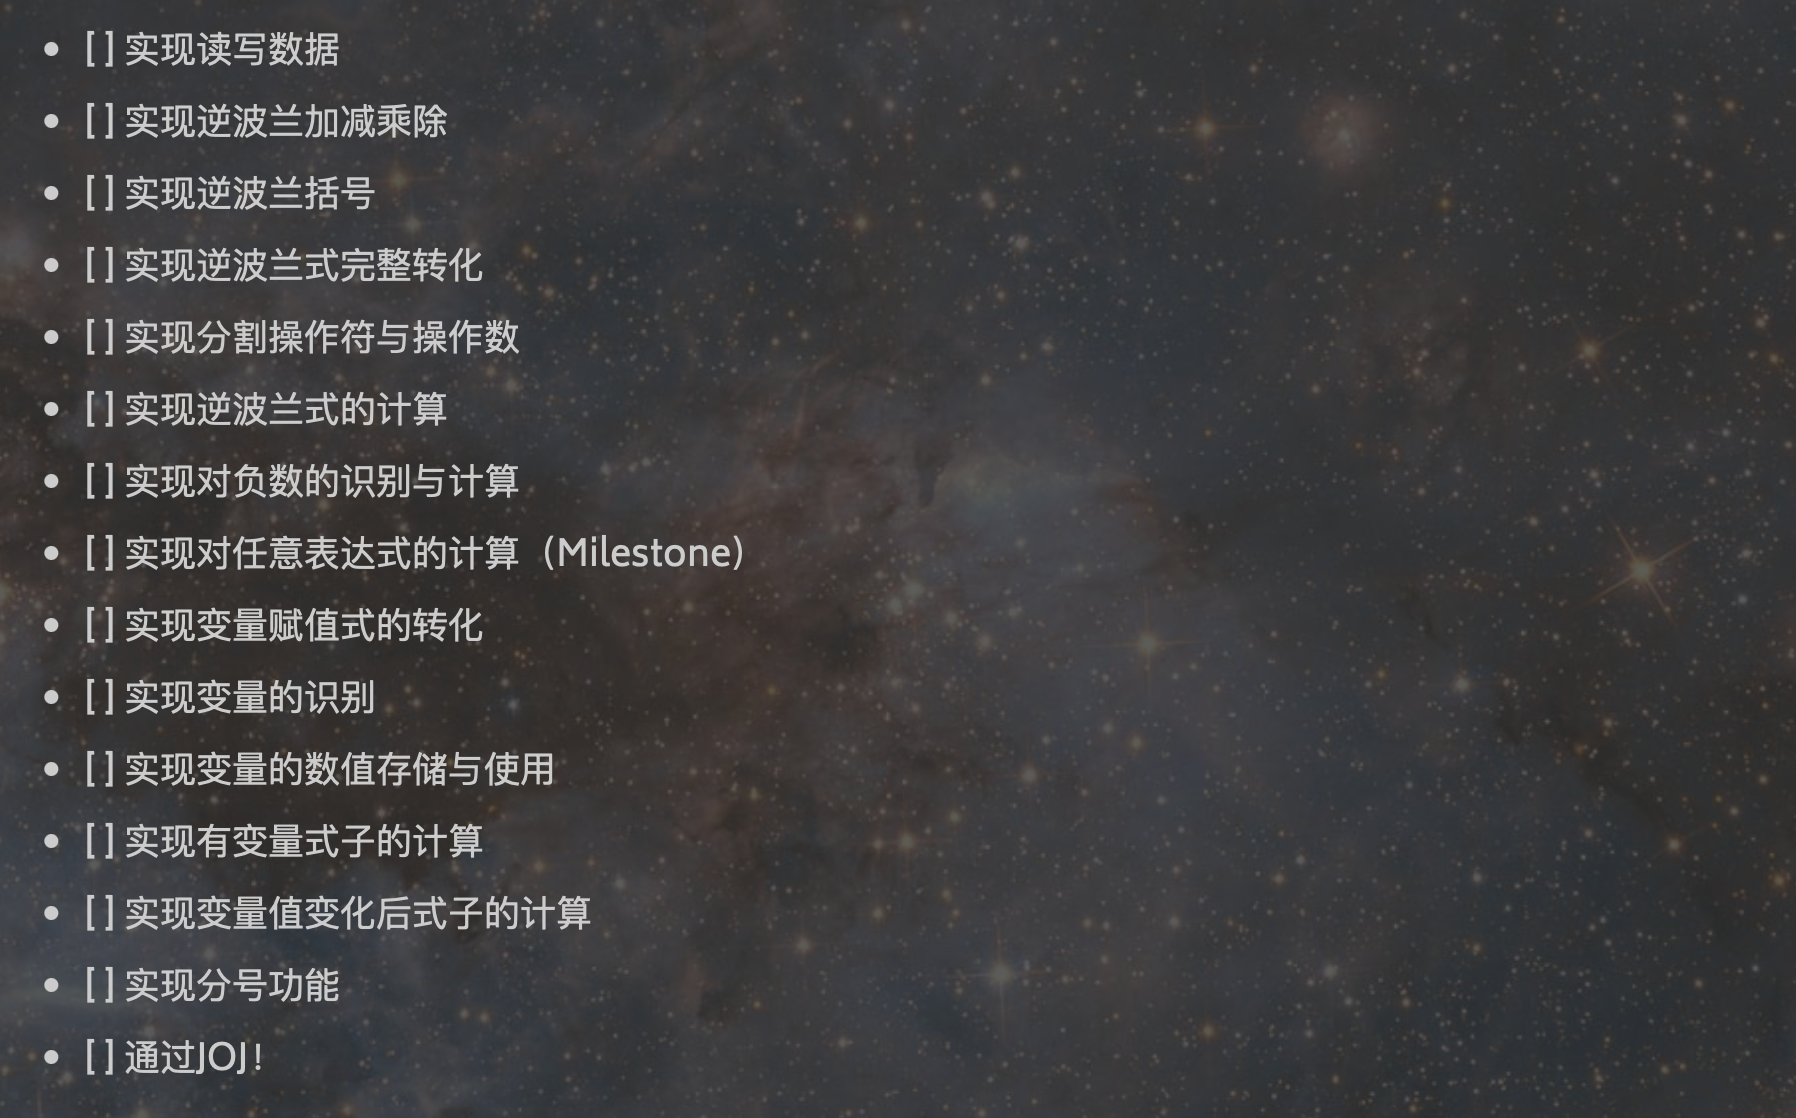 • [ ] 实现读写数据
• [ ] 实现逆波兰加减乘除
• [ ] 实现逆波兰括号
• [ ] 实现逆波兰式完整转化
• [ ] 实现分割操作符与操作数
• [ ] 实现逆波兰式的计算
• [ ] 实现对负数的识别与计算
• [ ] 实现对任意表达式的计算（Milestone）
• [ ] 实现变量赋值式的转化
• [ ] 实现变量的识别
• [ ] 实现变量的数值存储与使用
• [ ] 实现有变量式子的计算
• [ ] 实现变量值变化后式子的计算
• [ ] 实现分号功能
• [ ] 通过JOJ！